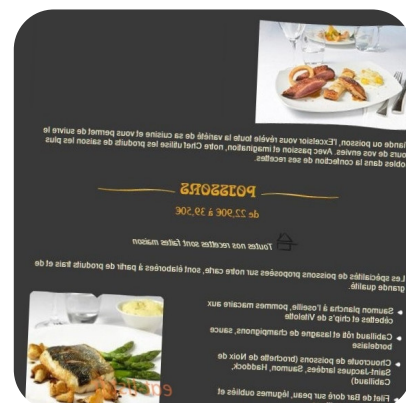 iande ou poisson, l'Excelsior vous révèle toute la variété de sa cuisine et vous permet de suivre le
ours de vos envies. Avec passion et imagination, notre Chef utilise les produits de saison les plus
obles dans la confection de ses recettes.
POISSONS
de 22,90€ à 39,50€
Toutes nos recettes sont faites maison
Les spécialités de poissons proposées sur notre carte, sont élaborées à partir de produits frais et de
grande qualité.
Saumon plancha à l'oseille, pommes macaire aux
cébettes et chip's de Vitelotte
Cabillaud rôti et lasagne de champignons, sauce
bordelaise
Choucroute de poissons (brochette de Noix de
Saint-Jacques lardées, Saumon, Haddock,
Cabillaud)
Filet de Bar doré sur peau, légumes oubliés et